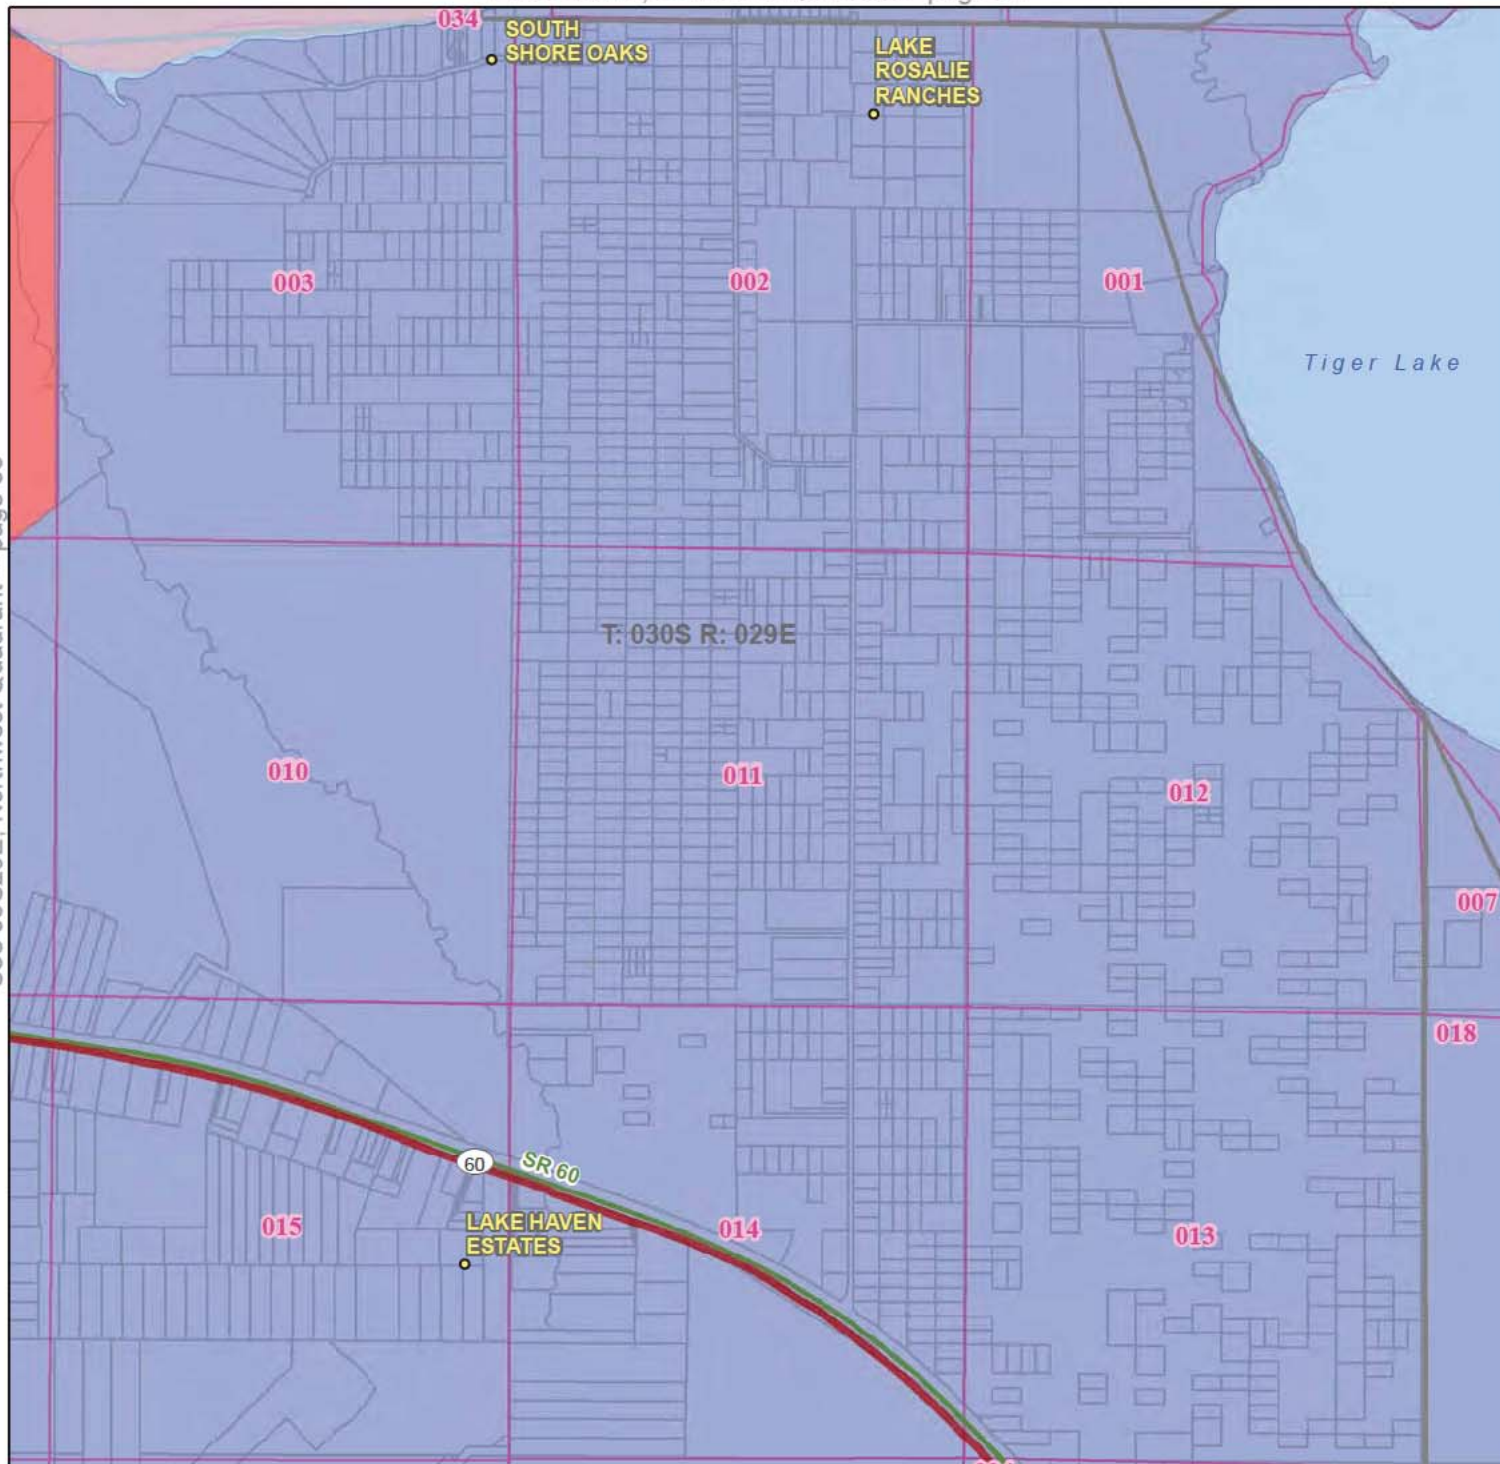 034
SOUTH
SHORE OAKS
LAKE
ROSALIE
RANCHES
003
002
001
Tiger Lake
T: 030S R: 029E
010
011
012
007
018
60
SR 60
015
LAKE HAVEN
ESTATES
014
013